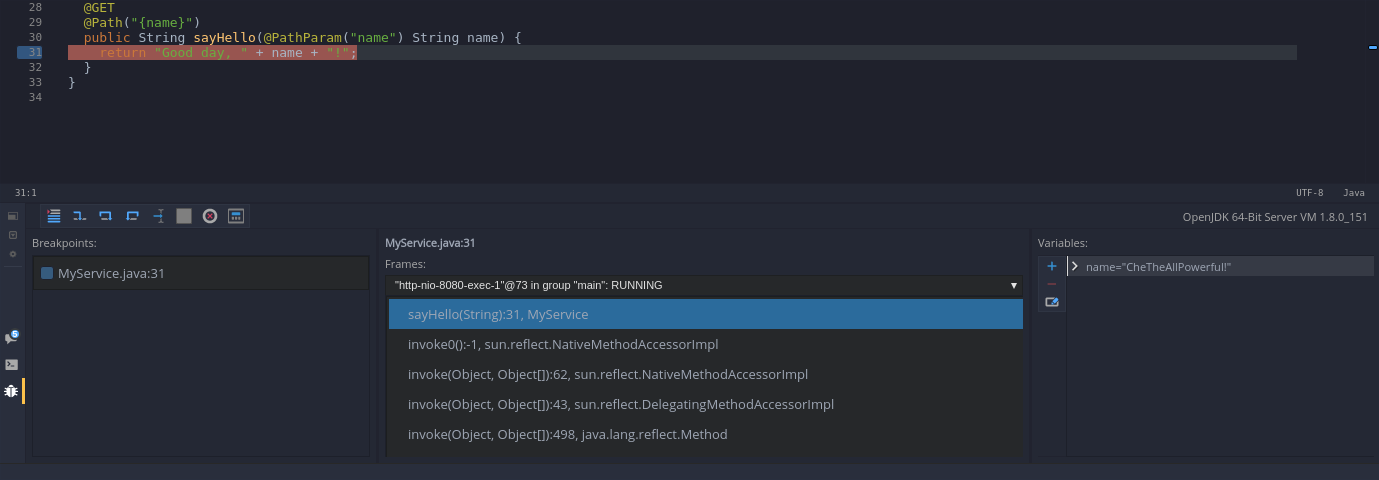 28 @GET
29 @Path("{name}")
30 public String sayHello(@PathParam("name") String name) {
31 return "Good day, " + name + "!";
32 }
33 }
34
31:1 UTF-8 Java
OpenJDK 64-Bit Server VM 1.8.0_151
Breakpoints:
MyService.java:31
MyService.java:31
Frames:
"http-nio-8080-exec-1"@73 in group "main": RUNNING
sayHello(String):31, MyService
invoke0():-1, sun.reflect.NativeMethodAccessorImpl
invoke(Object, Object[]):62, sun.reflect.NativeMethodAccessorImpl
invoke(Object, Object[]):43, sun.reflect.DelegatingMethodAccessorImpl
invoke(Object, Object[]):498, java.lang.reflect.Method
Variables:
name="CheTheAllPowerful!"
5